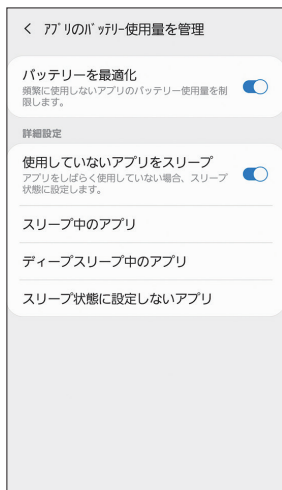 アプリのバッテリー使用量を管理
バッテリーを最適化
頻繁に使用しないアプリのバッテリー使用量を制
限します。
詳細設定
使用していないアプリをスリープ
アプリをしばらく使用していない場合、スリープ
状態に設定します。
スリープ中のアプリ
ディープスリープ中のアプリ
スリープ状態に設定しないアプリ